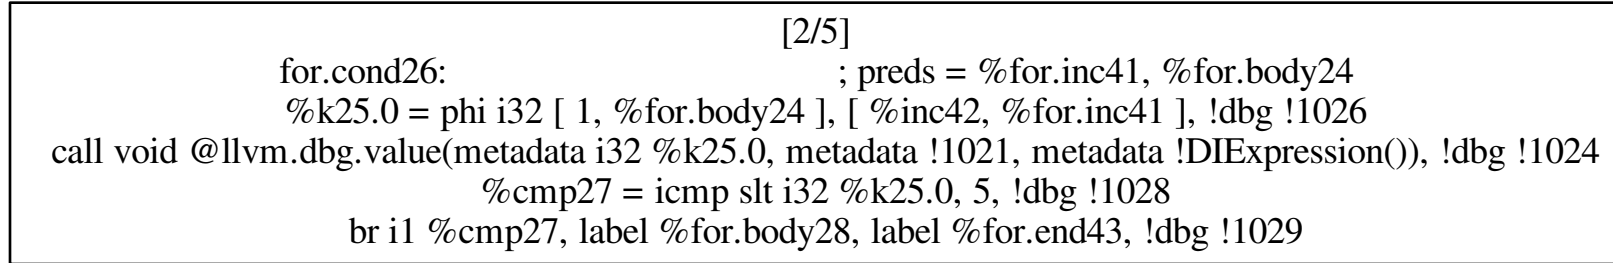 [2/5]
for.cond26: ; preds = %for.inc41, %for.body24
%k25.0 = phi i32 [ 1, %for.body24 ], [ %inc42, %for.inc41 ], !dbg !1026
call void @llvm.dbg.value(metadata i32 %k25.0, metadata !1021, metadata !DIExpression()), !dbg !1024
%cmp27 = icmp slt i32 %k25.0, 5, !dbg !1028
br i1 %cmp27, label %for.body28, label %for.end43, !dbg !1029